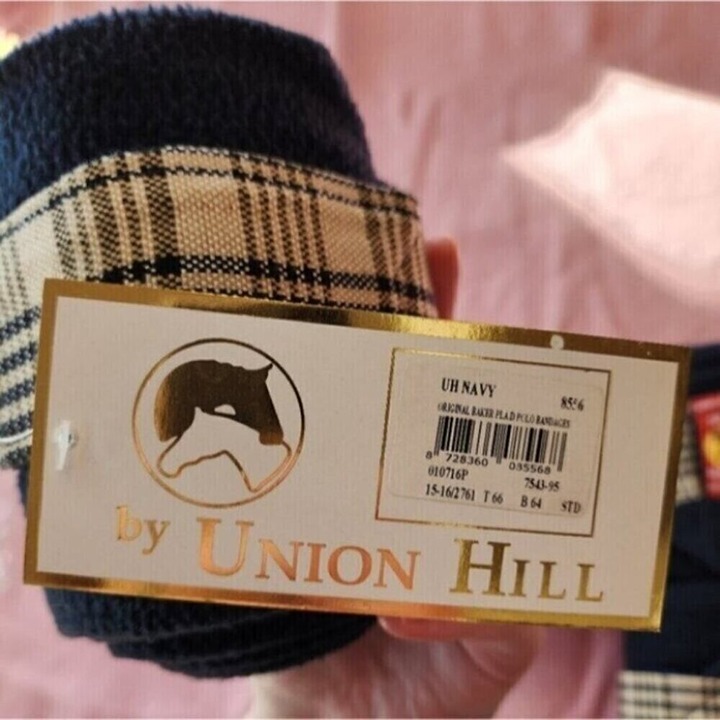 UH NAVY
ORIGINAL BAKER PLAID POLO BANDAGES
8 728360 035568
010716P 7543-95
15-16/2761 T 66 B 64 STD
by UNION HILL